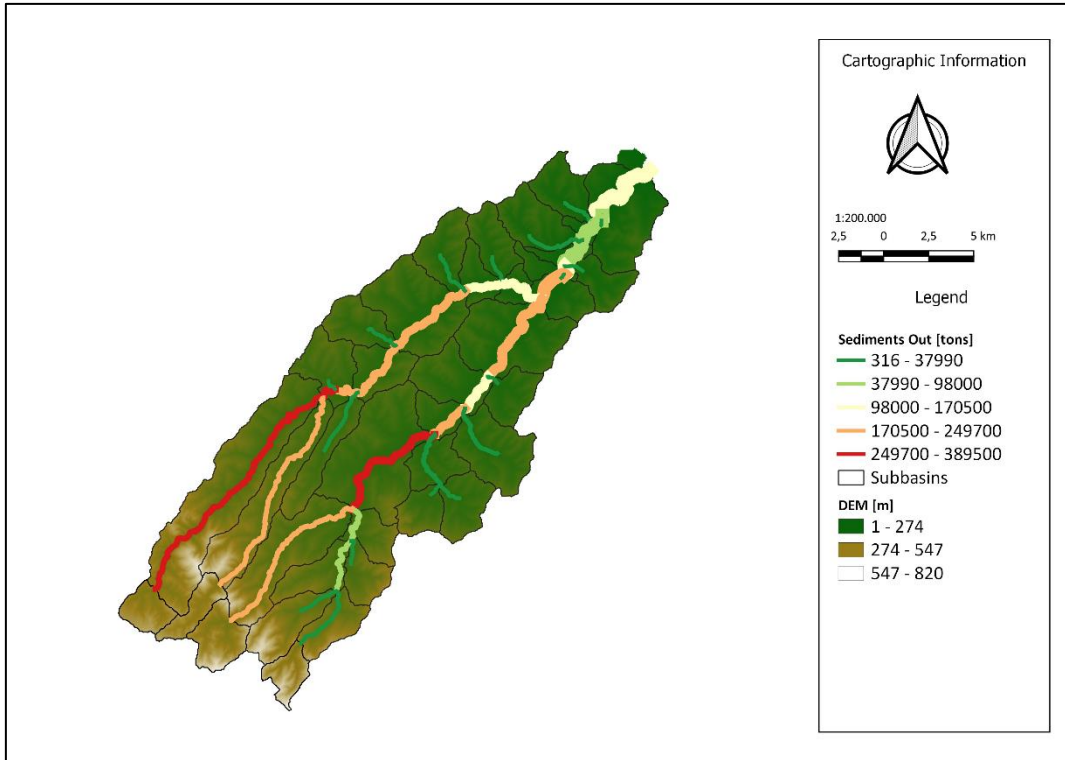 Cartographic Information
1:200.000
2,5 0 2,5 5 km
Legend
Sediments Out [tons]
316 - 37990
37990 - 98000
98000 - 170500
170500 - 249700
249700 - 389500
Subbasins
DEM [m]
1 - 274
274 - 547
547 - 820